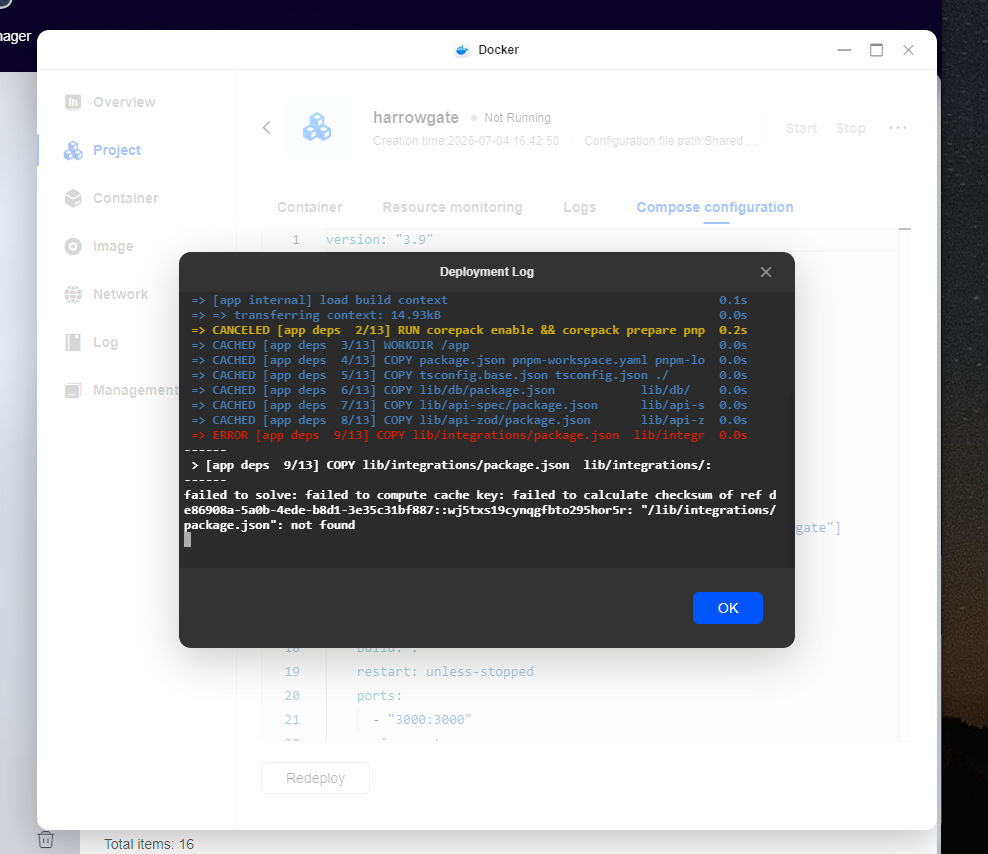 nager
Docker
Overview
Project
Container
Image
Network
Log
Management
harrowgate
Not Running
Creation time:2026-07-04 16:42:50
Configuration file path:Shared ...
Start
Stop
Container
Resource monitoring
Logs
Compose configuration
1 version: "3.9"
Deployment Log
=> [app internal] load build context 0.1s
=> => transferring context: 14.93kB 0.0s
=> CANCELED [app deps 2/13] RUN corepack enable && corepack prepare pnp 0.2s
=> CACHED [app deps 3/13] WORKDIR /app 0.0s
=> CACHED [app deps 4/13] COPY package.json pnpm-workspace.yaml pnpm-lo 0.0s
=> CACHED [app deps 5/13] COPY tsconfig.base.json tsconfig.json ./ 0.0s
=> CACHED [app deps 6/13] COPY lib/db/package.json lib/db/ 0.0s
=> CACHED [app deps 7/13] COPY lib/api-spec/package.json lib/api-s 0.0s
=> CACHED [app deps 8/13] COPY lib/api-zod/package.json lib/api-z 0.0s
=> ERROR [app deps 9/13] COPY lib/integrations/package.json lib/integr 0.0s
------
> [app deps 9/13] COPY lib/integrations/package.json lib/integrations/:
------
failed to solve: failed to compute cache key: failed to calculate checksum of ref d
e86908a-5a0b-4ede-b8d1-3e35c31bf887::wj5txs19cynqgfbto295hor5r: "/lib/integrations/
package.json": not found
gate"]
OK
18 build: .
19 restart: unless-stopped
20 ports:
21 - "3000:3000"
Redeploy
Total items: 16